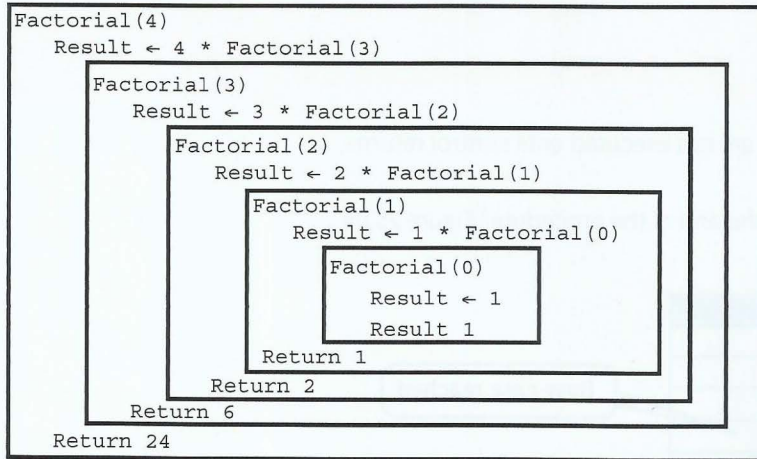 Factorial(4)
Result ← 4 * Factorial(3)
Factorial(3)
Result ← 3 * Factorial(2)
Factorial(2)
Result ← 2 * Factorial(1)
Factorial(1)
Result ← 1 * Factorial(0)
Factorial(0)
Result ← 1
Result 1
Return 1
Return 2
Return 6
Return 24